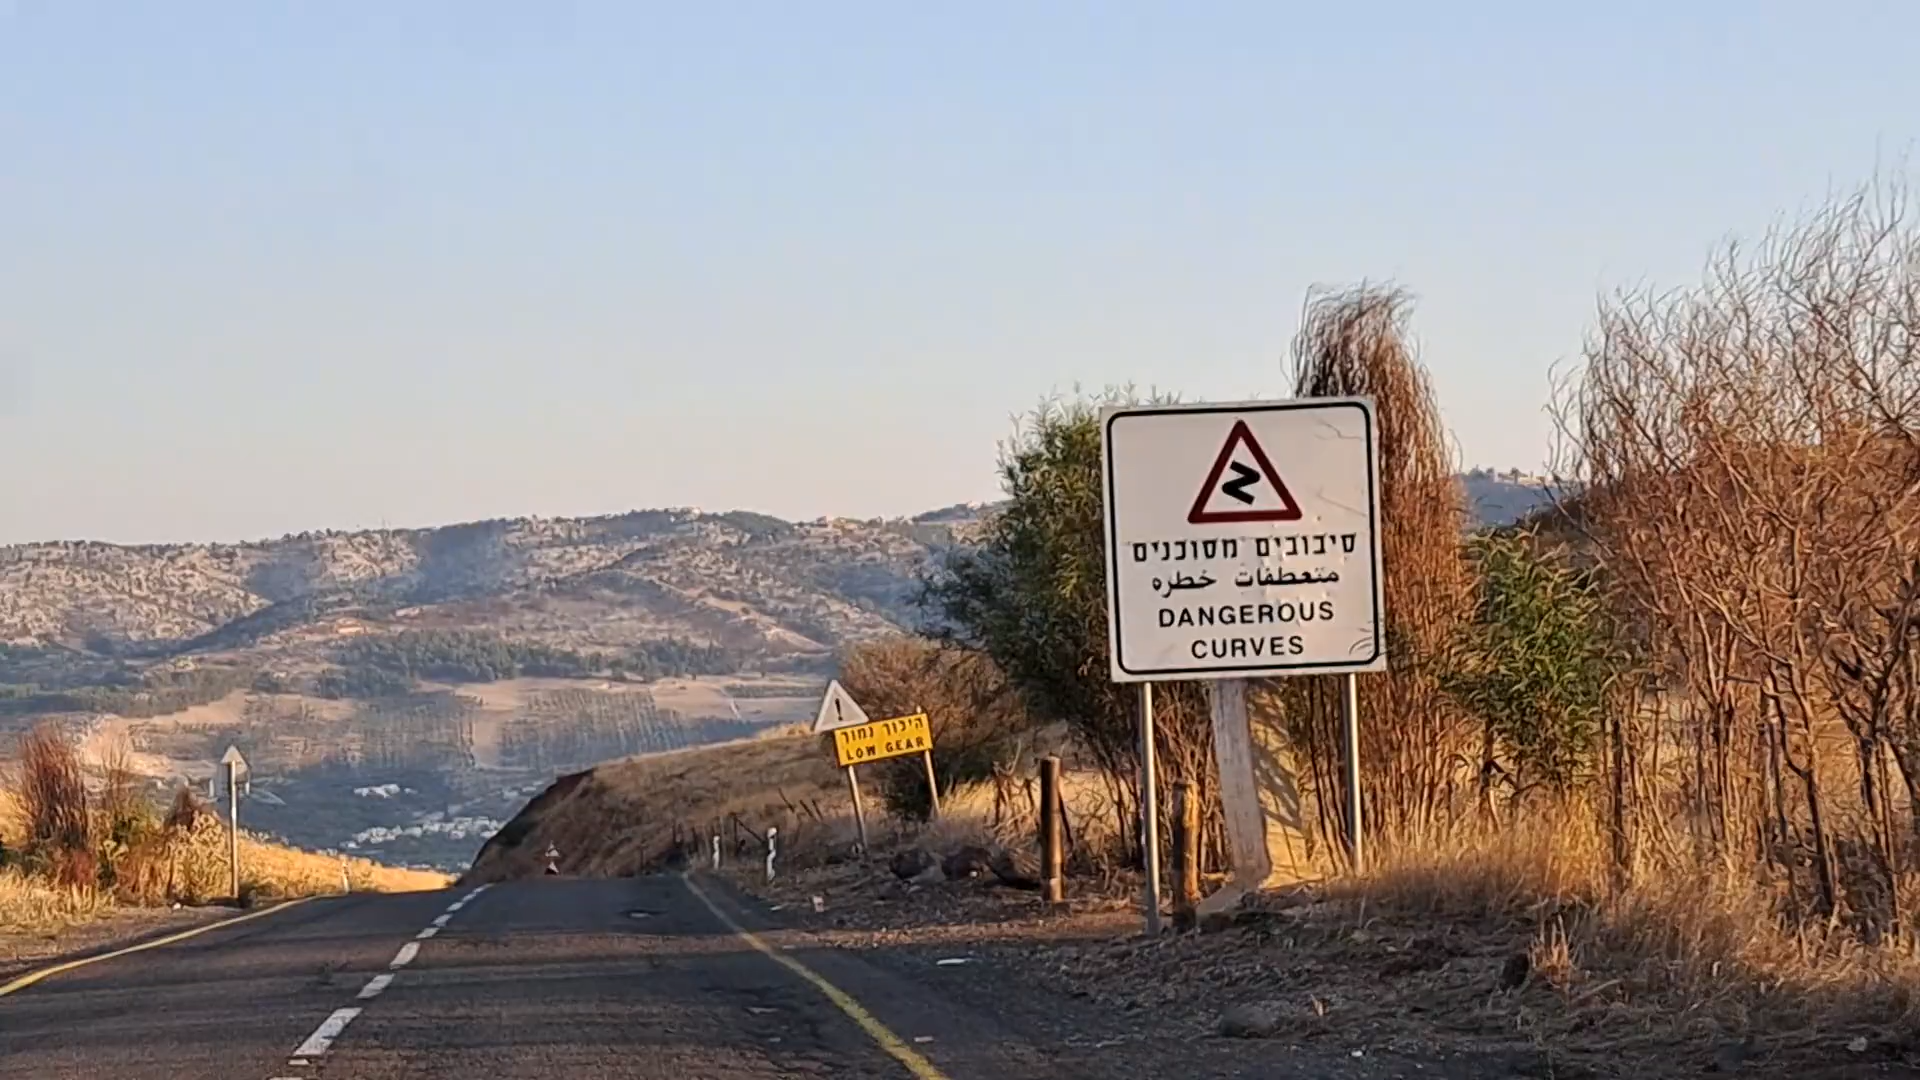 סיבובים מסוכנים
متعطفات خطره
DANGEROUS
CURVES
!
הילוך נמוך
LOW GEAR